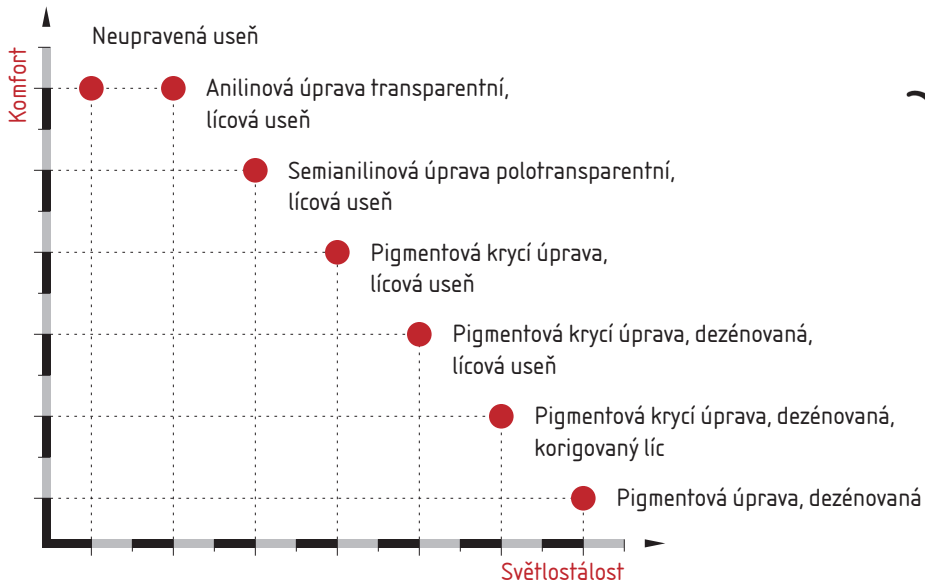 Komfort
Neupravená useň
Anilinová úprava transparentní,
lícová useň
Semianilinová úprava polotransparentní,
lícová useň
Pigmentová krycí úprava,
lícová useň
Pigmentová krycí úprava, dezénovaná,
lícová useň
Pigmentová krycí úprava, dezénovaná,
korigovaný líc
Pigmentová úprava, dezénovaná
Světlostálost